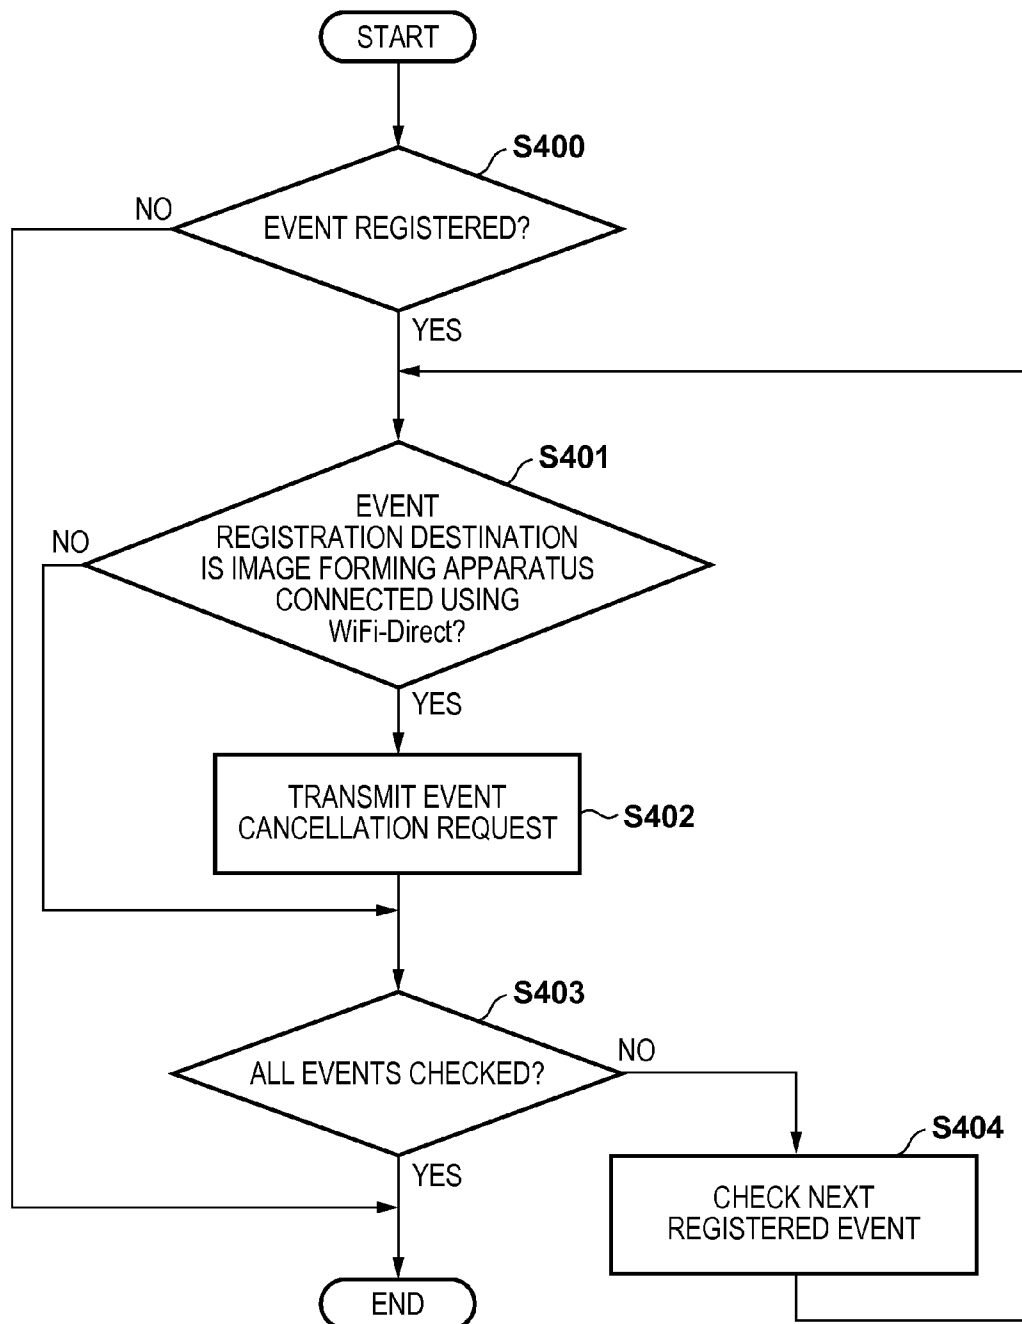 START
S400
NO
EVENT REGISTERED?
YES
S401
NO
EVENT
REGISTRATION DESTINATION
IS IMAGE FORMING APPARATUS
CONNECTED USING
WiFi-Direct?
YES
TRANSMIT EVENT
CANCELLATION REQUEST
S402
S403
ALL EVENTS CHECKED?
NO
YES
S404
CHECK NEXT
REGISTERED EVENT
END